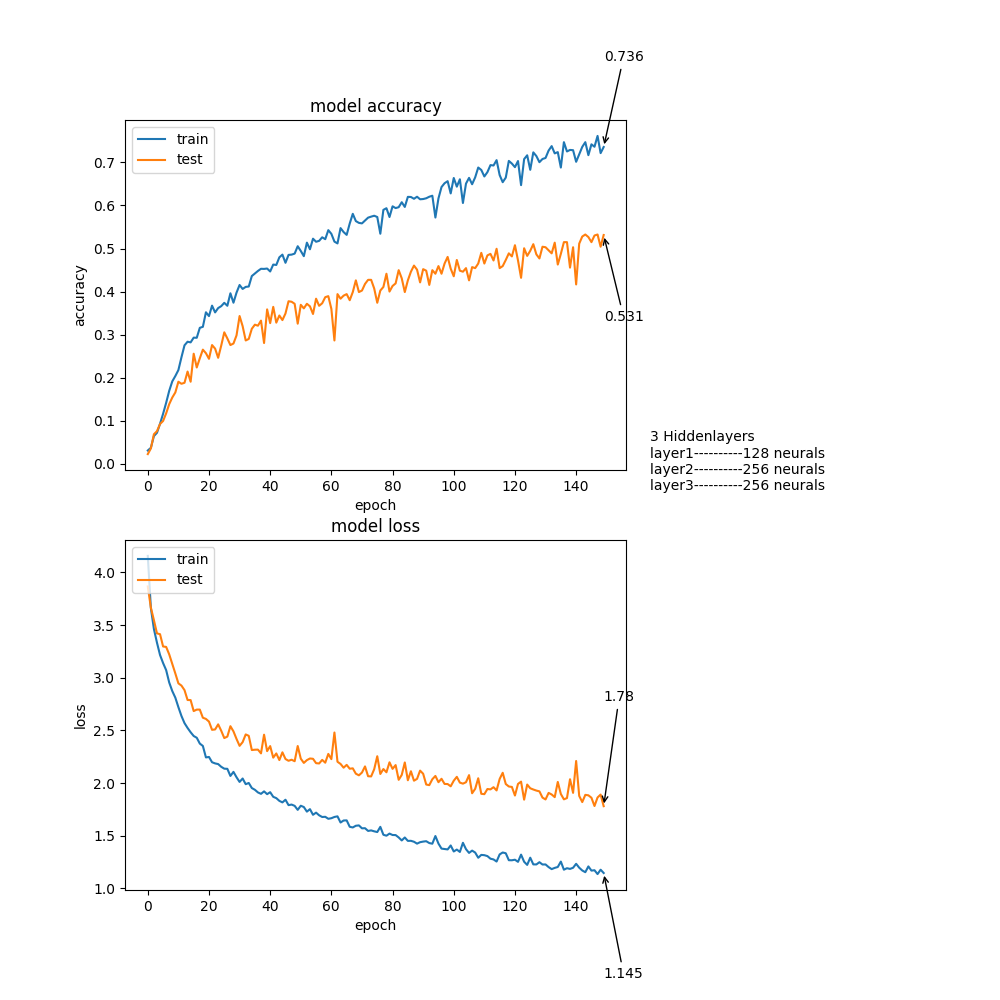 0.736
model accuracy
train
test
0.7
0.6
0.5
0.4
0.3
0.2
0.1
0.0
accuracy
0.531
0 20 40 60 80 100 120 140
epoch
3 Hiddenlayers
layer1----------128 neurals
layer2----------256 neurals
layer3----------256 neurals
model loss
train
test
4.0
3.5
3.0
2.5
2.0
1.5
1.0
loss
1.78
0 20 40 60 80 100 120 140
epoch
1.145